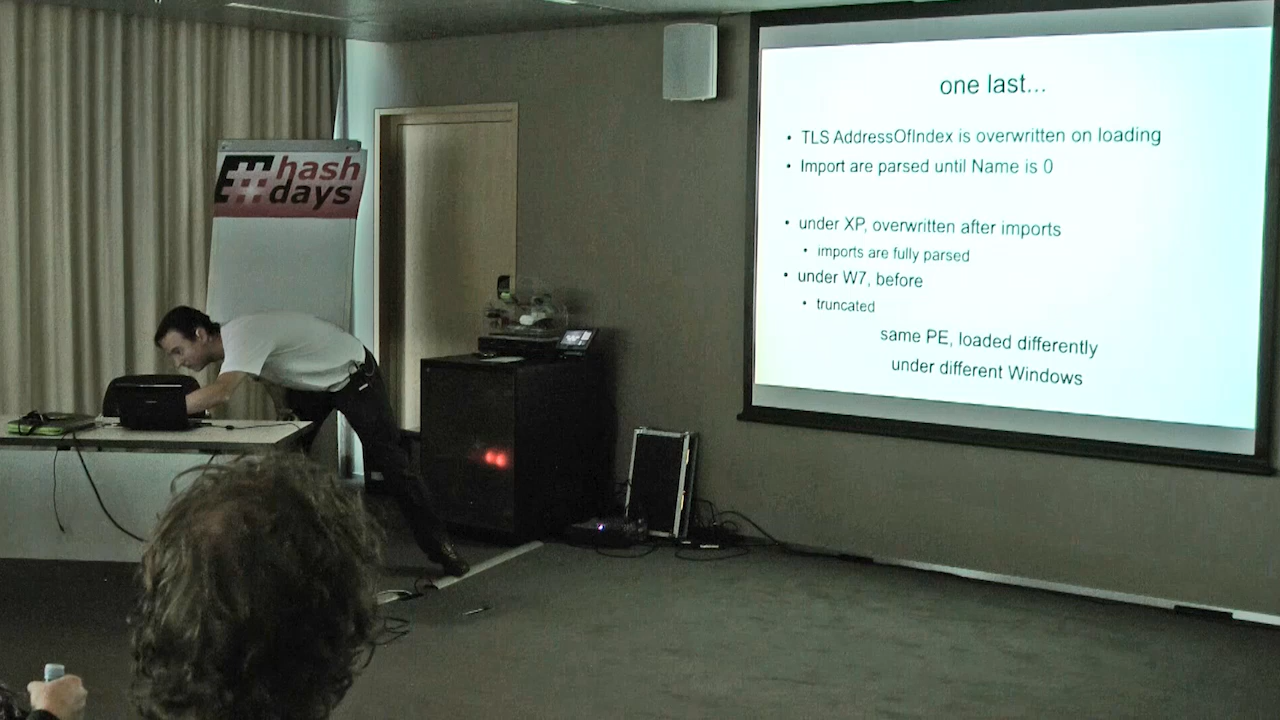 hash
days
one last...
• TLS AddressOfIndex is overwritten on loading
• Import are parsed until Name is 0
• under XP, overwritten after imports
• imports are fully parsed
• under W7, before
• truncated
same PE, loaded differently
under different Windows